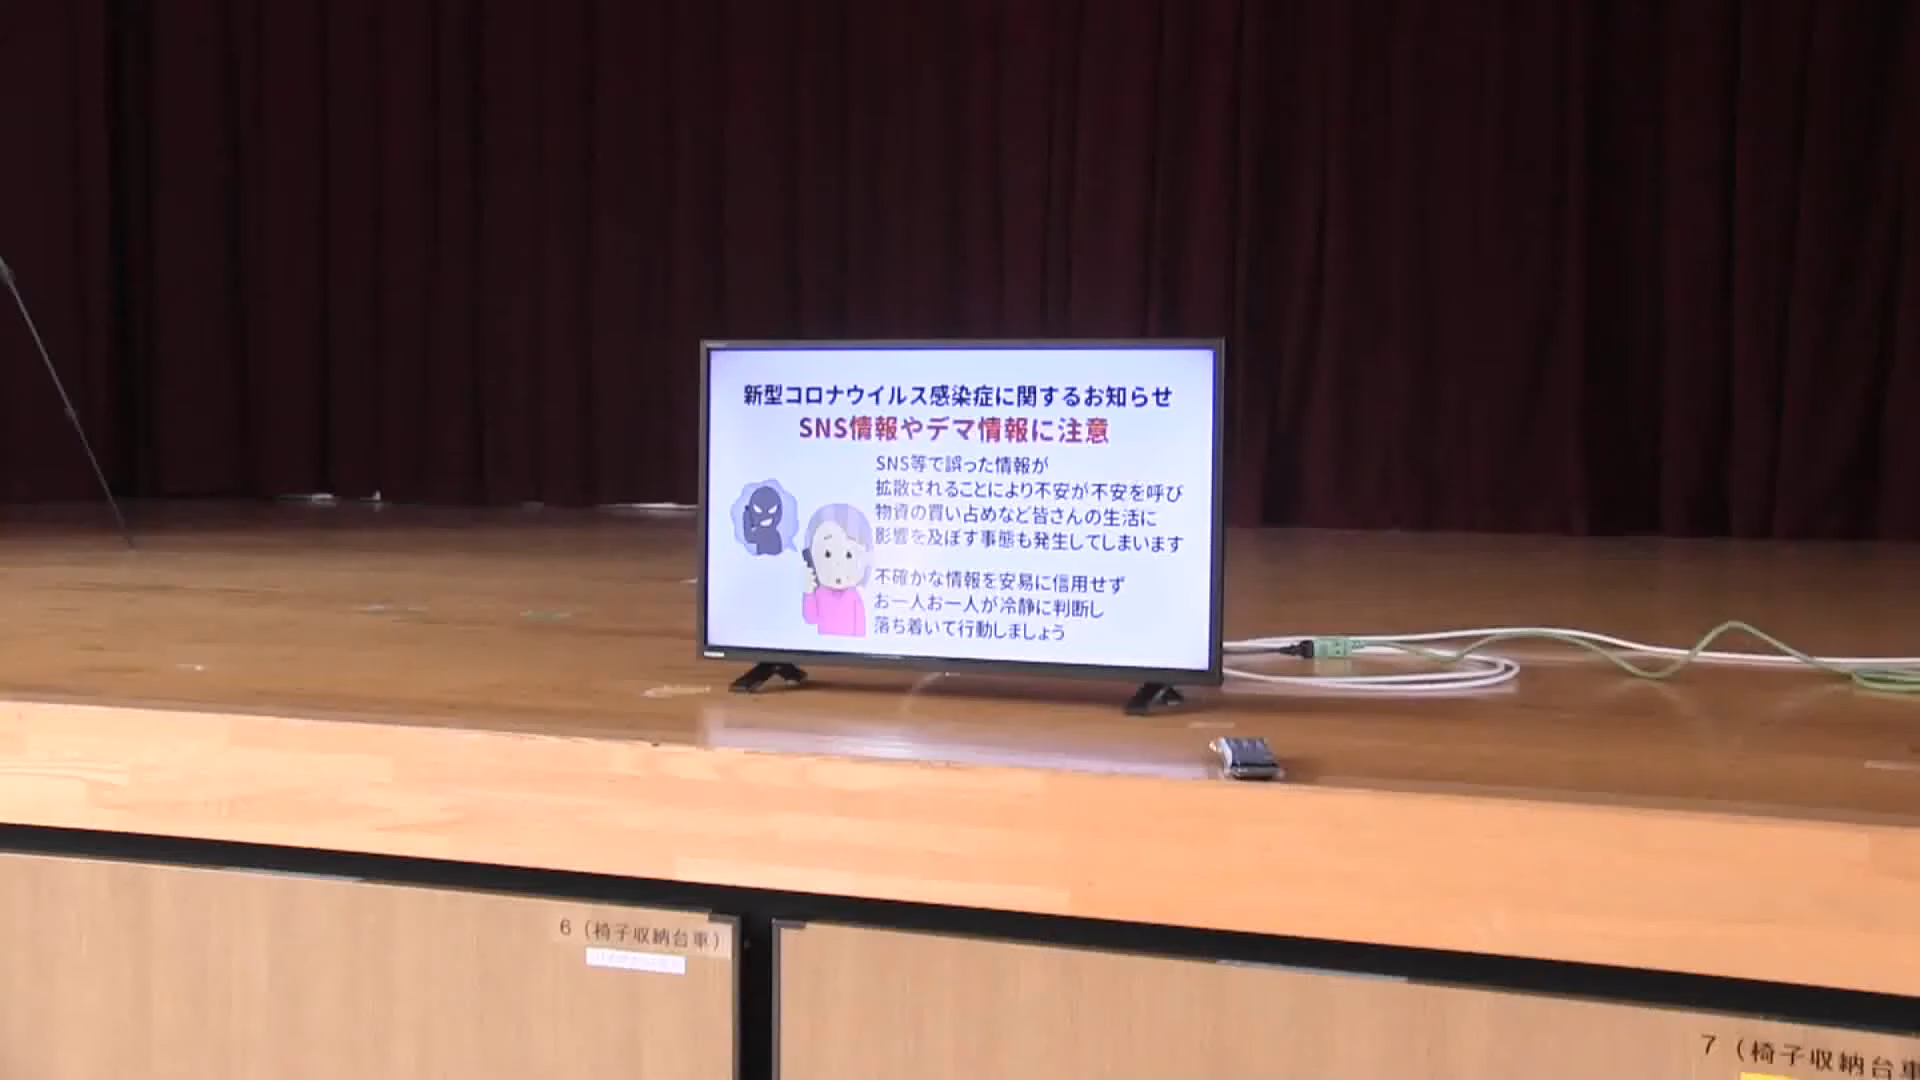 新型コロナウイルス感染症に関するお知らせ
SNS情報やデマ情報に注意
SNS等で誤った情報が
拡散されることにより不安が不安を呼び
物資の買い占めなど皆さんの生活に
影響を及ぼす事態も発生してしまいます
不確かな情報を安易に信用せず
お一人お一人が冷静に判断し
落ち着いて行動しましょう
6（椅子収納台車）
7（椅子収納台車